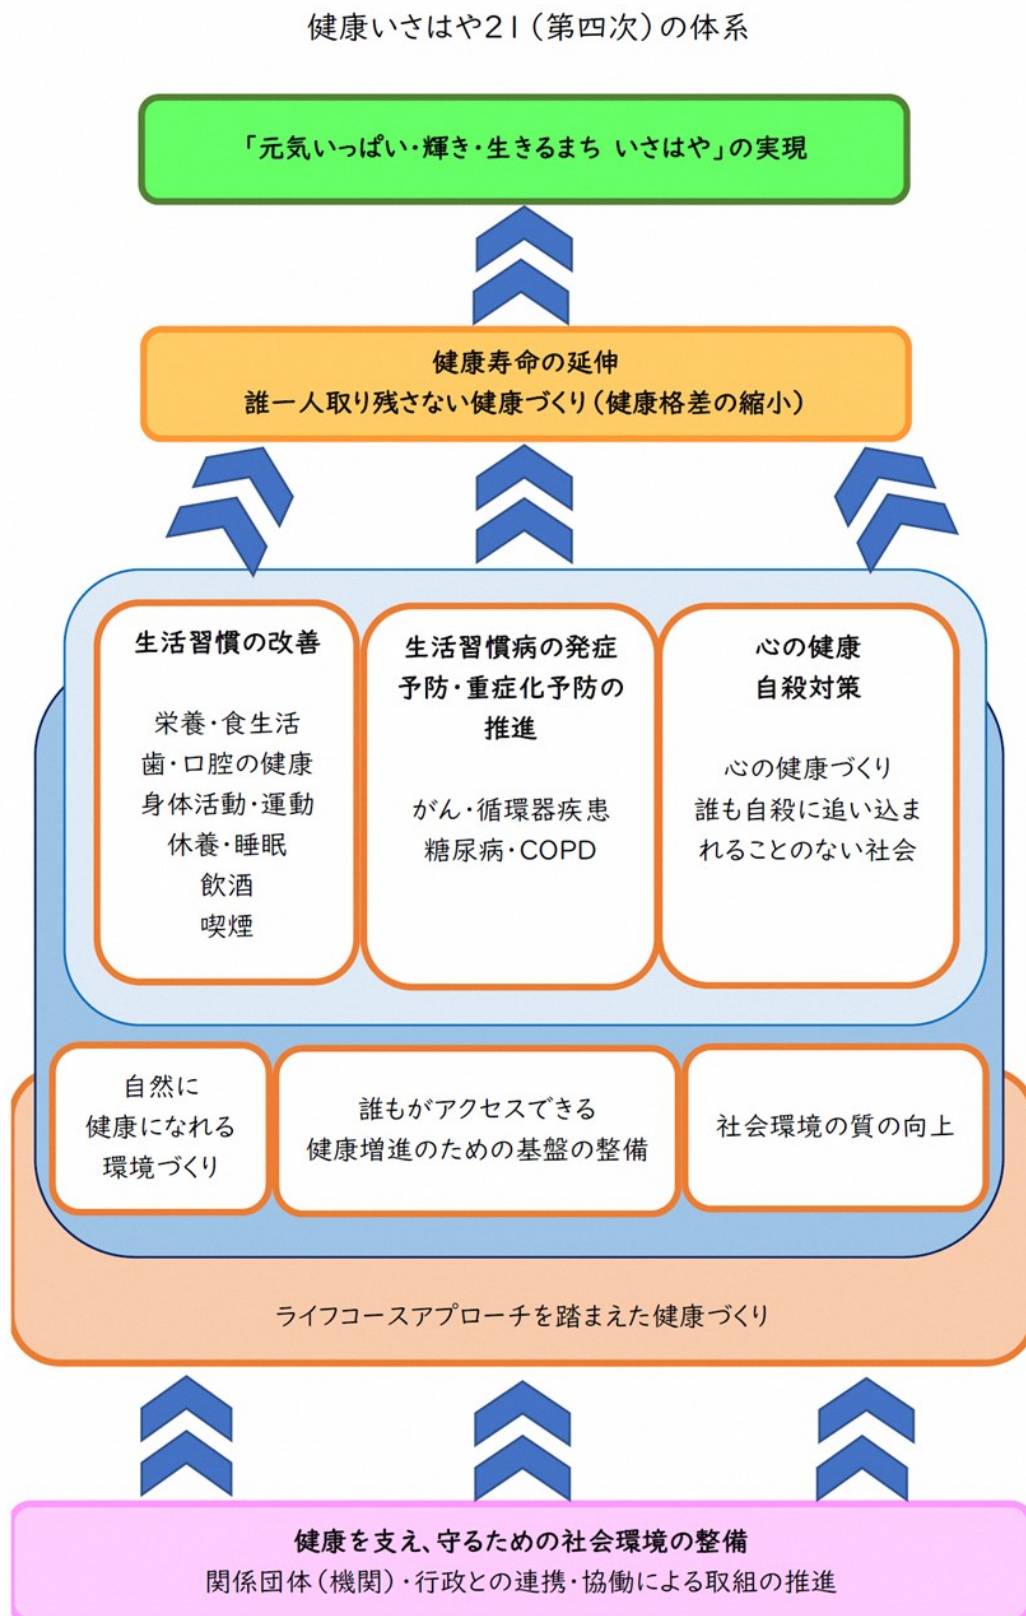 健康いさはや21(第四次)の体系
「元気いっぱい・輝き・生きるまち いさはや」の実現
健康寿命の延伸
誰一人取り残さない健康づくり(健康格差の縮小)
生活習慣の改善
栄養・食生活
歯・口腔の健康
身体活動・運動
休養・睡眠
飲酒
喫煙
生活習慣病の発症
予防・重症化予防の
推進
がん・循環器疾患
糖尿病・COPD
心の健康
自殺対策
心の健康づくり
誰も自殺に追い込ま
れることのない社会
自然に
健康になれる
環境づくり
誰もがアクセスできる
健康増進のための基盤の整備
社会環境の質の向上
ライフコースアプローチを踏まえた健康づくり
健康を支え、守るための社会環境の整備
関係団体(機関)・行政との連携・協働による取組の推進